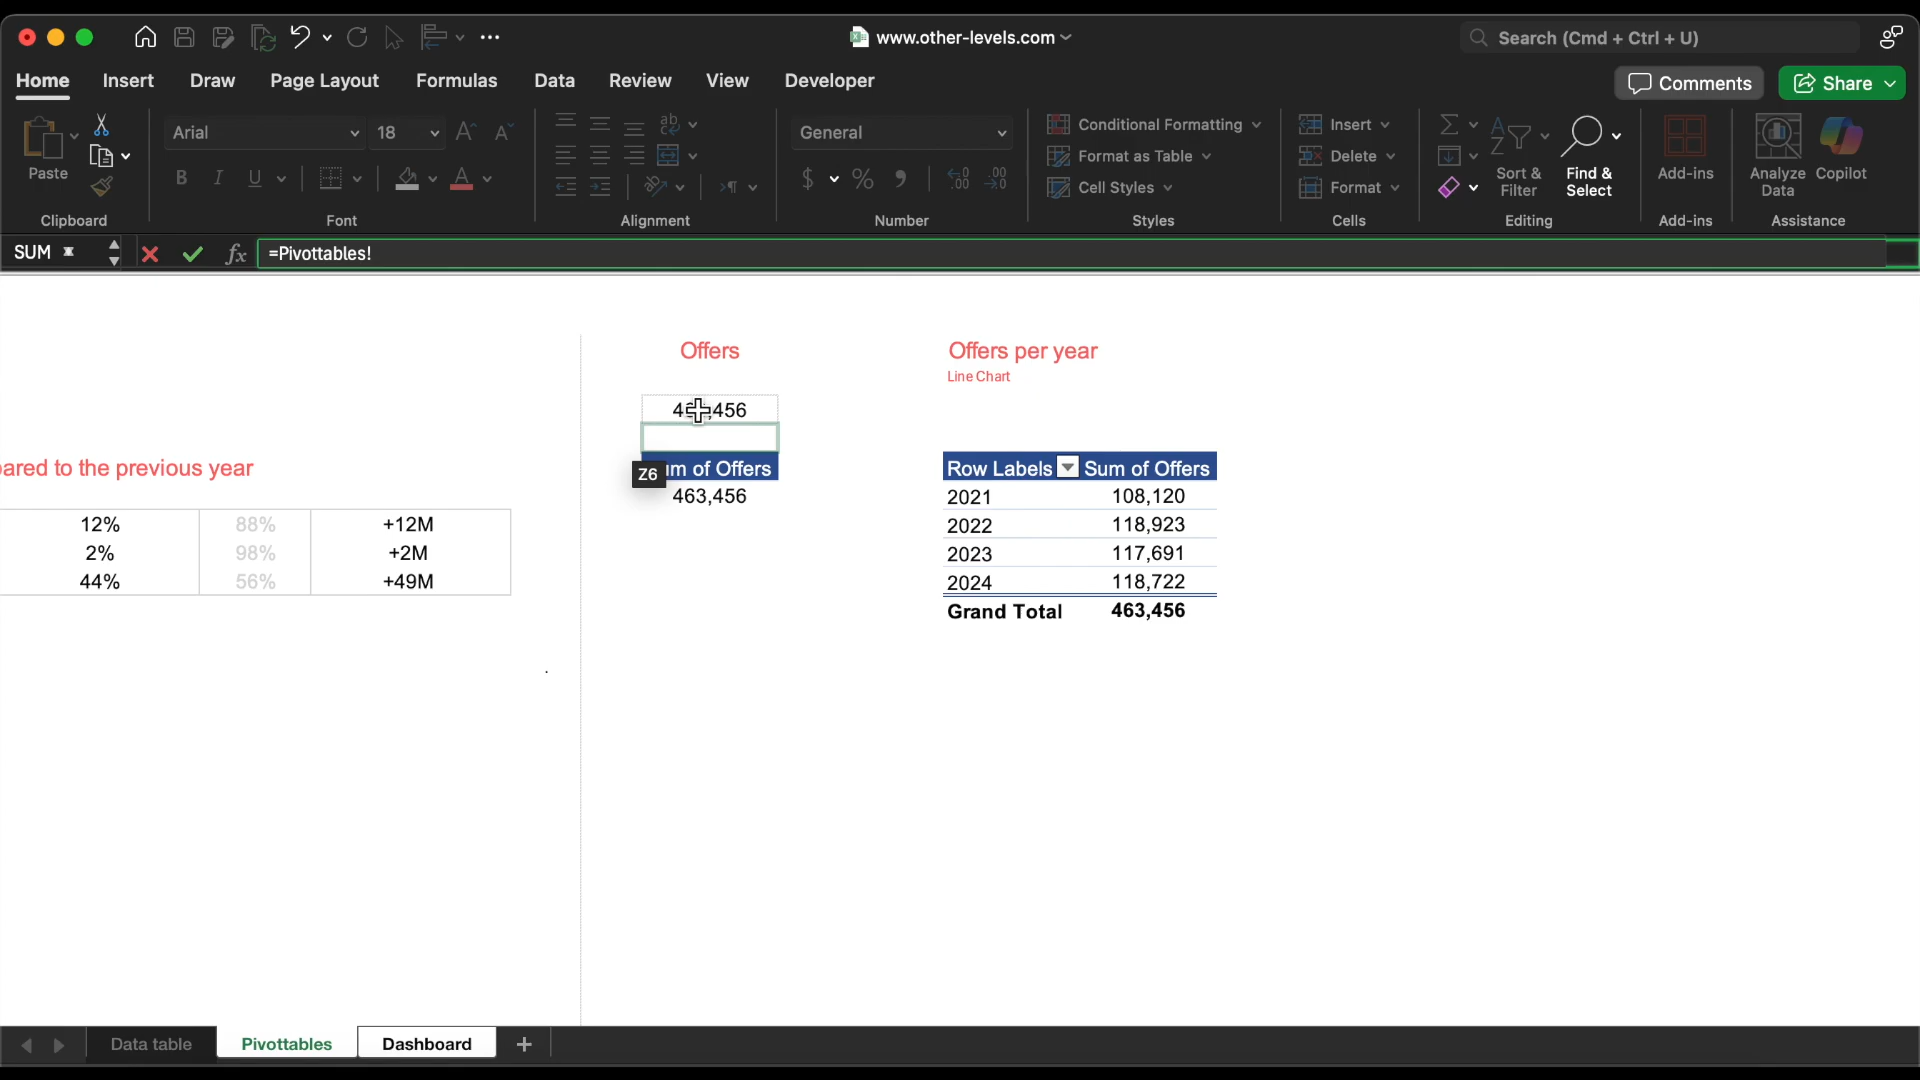 www.other-levels.com
Search (Cmd + Ctrl + U)
Home Insert Draw Page Layout Formulas Data Review View Developer
Comments Share
Paste
Clipboard
Arial 18
B I U A
Font
ab
Alignment
General
$ % 9
Number
Conditional Formatting
Format as Table
Cell Styles
Styles
Insert
Delete
Format
Cells
Sort & Filter
Find & Select
Editing
Add-ins
Add-ins
Analyze Data
Copilot
Assistance
SUM fx =Pivottables!
Offers
456
Z6
um of Offers
463,456
Offers per year
Line Chart
Row Labels Sum of Offers
2021 108,120
2022 118,923
2023 117,691
2024 118,722
Grand Total 463,456
ared to the previous year
12% 88% +12M
2% 98% +2M
44% 56% +49M
Data table Pivottables Dashboard +